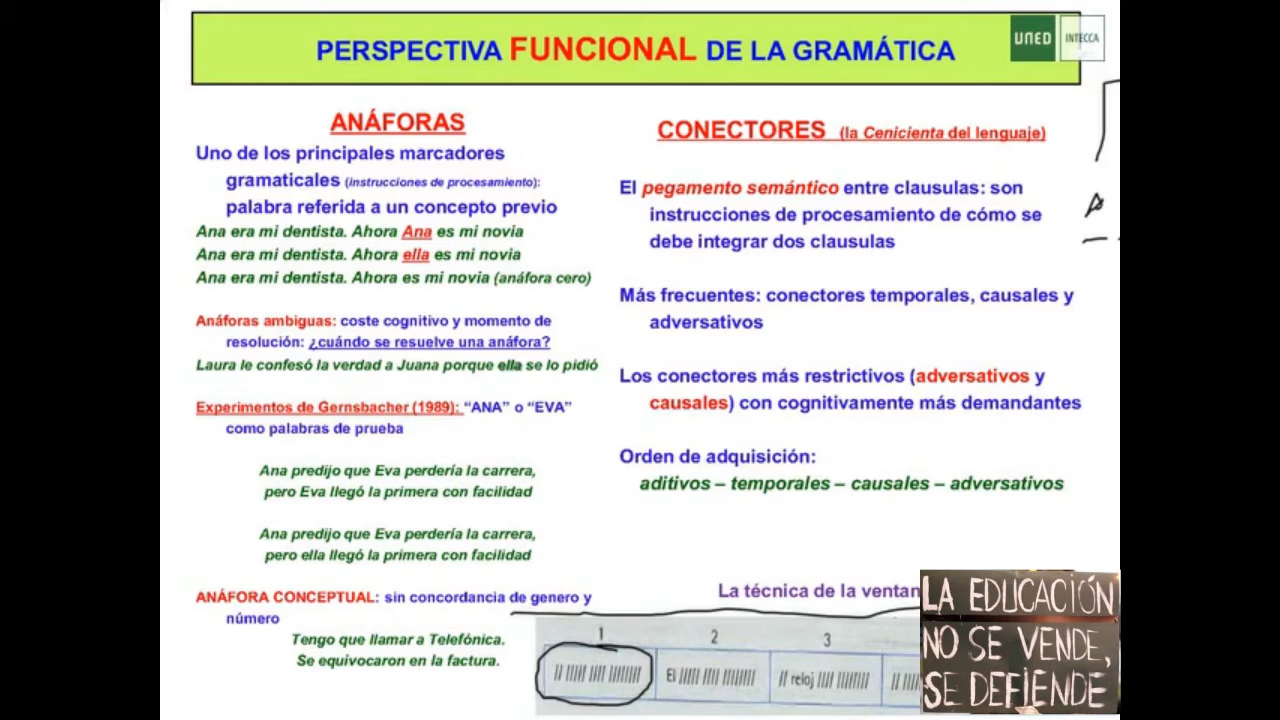 PERSPECTIVA FUNCIONAL DE LA GRAMÁTICA
UNED
INTECCA
ANÁFORAS
Uno de los principales marcadores
gramaticales (instrucciones de procesamiento):
palabra referida a un concepto previo
Ana era mi dentista. Ahora Ana es mi novia
Ana era mi dentista. Ahora ella es mi novia
Ana era mi dentista. Ahora es mi novia (anáfora cero)
Anáforas ambiguas: coste cognitivo y momento de
resolución: ¿cuándo se resuelve una anáfora?
Laura le confesó la verdad a Juana porque ella se lo pidió
Experimentos de Gernsbacher (1989): “ANA” o “EVA”
como palabras de prueba
Ana predijo que Eva perdería la carrera,
pero Eva llegó la primera con facilidad
Ana predijo que Eva perdería la carrera,
pero ella llegó la primera con facilidad
ANÁFORA CONCEPTUAL: sin concordancia de genero y
número
Tengo que llamar a Telefónica.
Se equivocaron en la factura.
CONECTORES (la Cenicienta del lenguaje)
El pegamento semántico entre clausulas: son
instrucciones de procesamiento de cómo se
debe integrar dos clausulas
Más frecuentes: conectores temporales, causales y
adversativos
Los conectores más restrictivos (adversativos y
causales) con cognitivamente más demandantes
Orden de adquisición:
aditivos – temporales – causales – adversativos
La técnica de la ventan
1 2 3
// ///// //// ////////
El ///// //// ////////
// reloj //// ////////
LA EDUCACIÓN
NO SE VENDE,
SE DEFIENDE